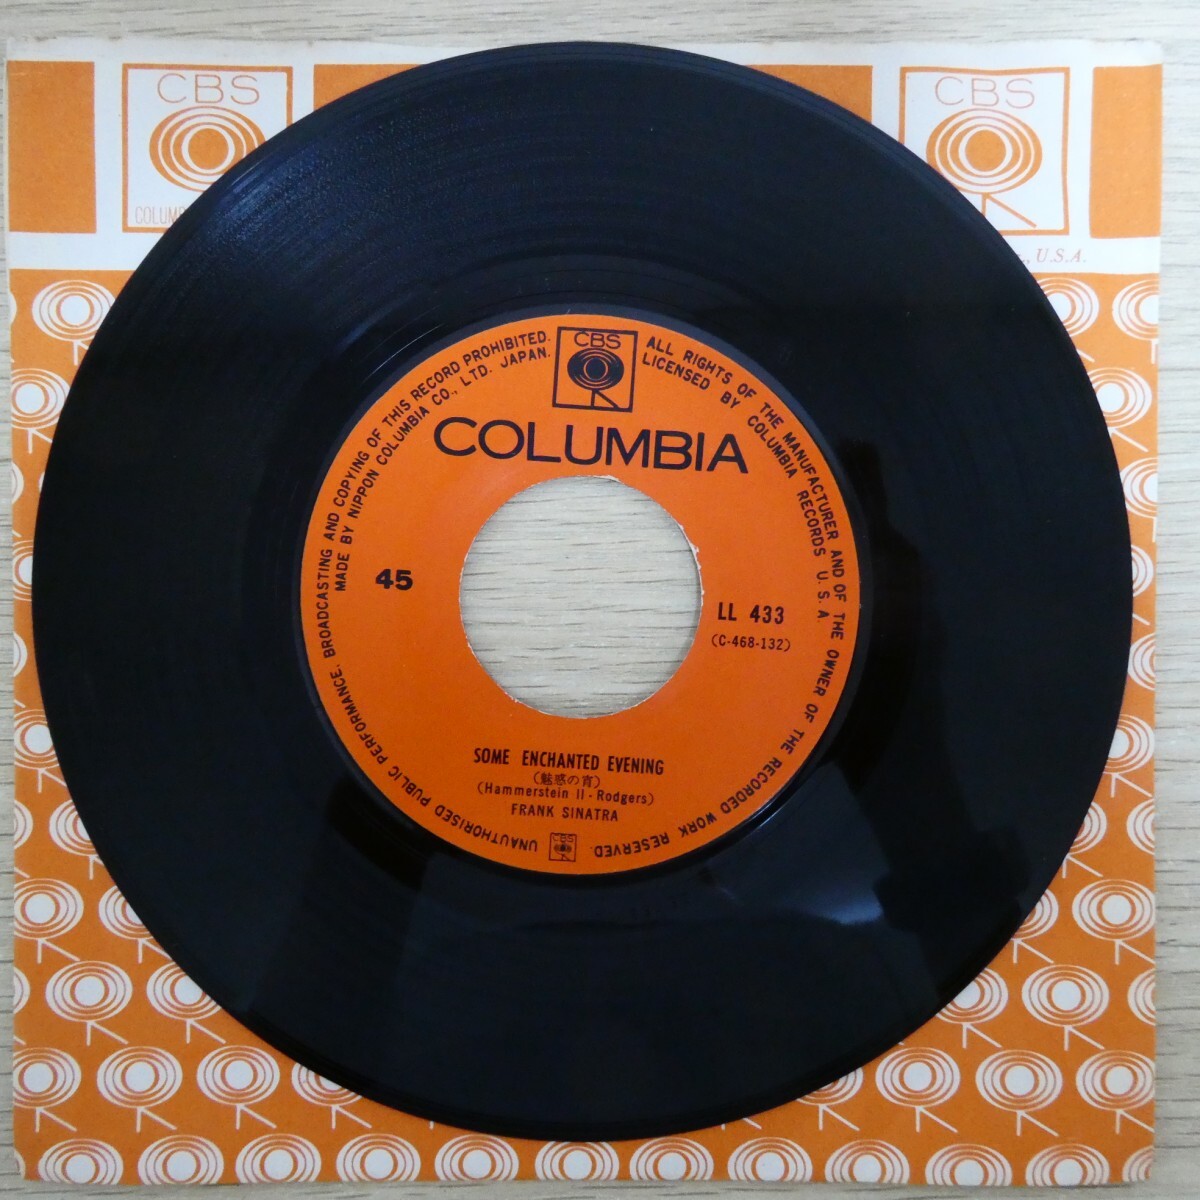 CBS
CBS
COLUMB
U.S.A.
CBS
COLUMBIA
UNAUTHORISED PUBLIC PERFORMANCE. BROADCASTING AND COPYING OF THIS RECORD PROHIBITED.
MADE BY NIPPON COLUMBIA CO., LTD. JAPAN.
ALL RIGHTS OF THE MANUFACTURER AND OF THE OWNER OF THE RECORDED WORK RESERVED.
LICENSED BY COLUMBIA RECORDS U.S.A.
45
LL 433
(C-468-132)
SOME ENCHANTED EVENING
(魅惑の宵)
(Hammerstein II - Rodgers)
FRANK SINATRA
CBS